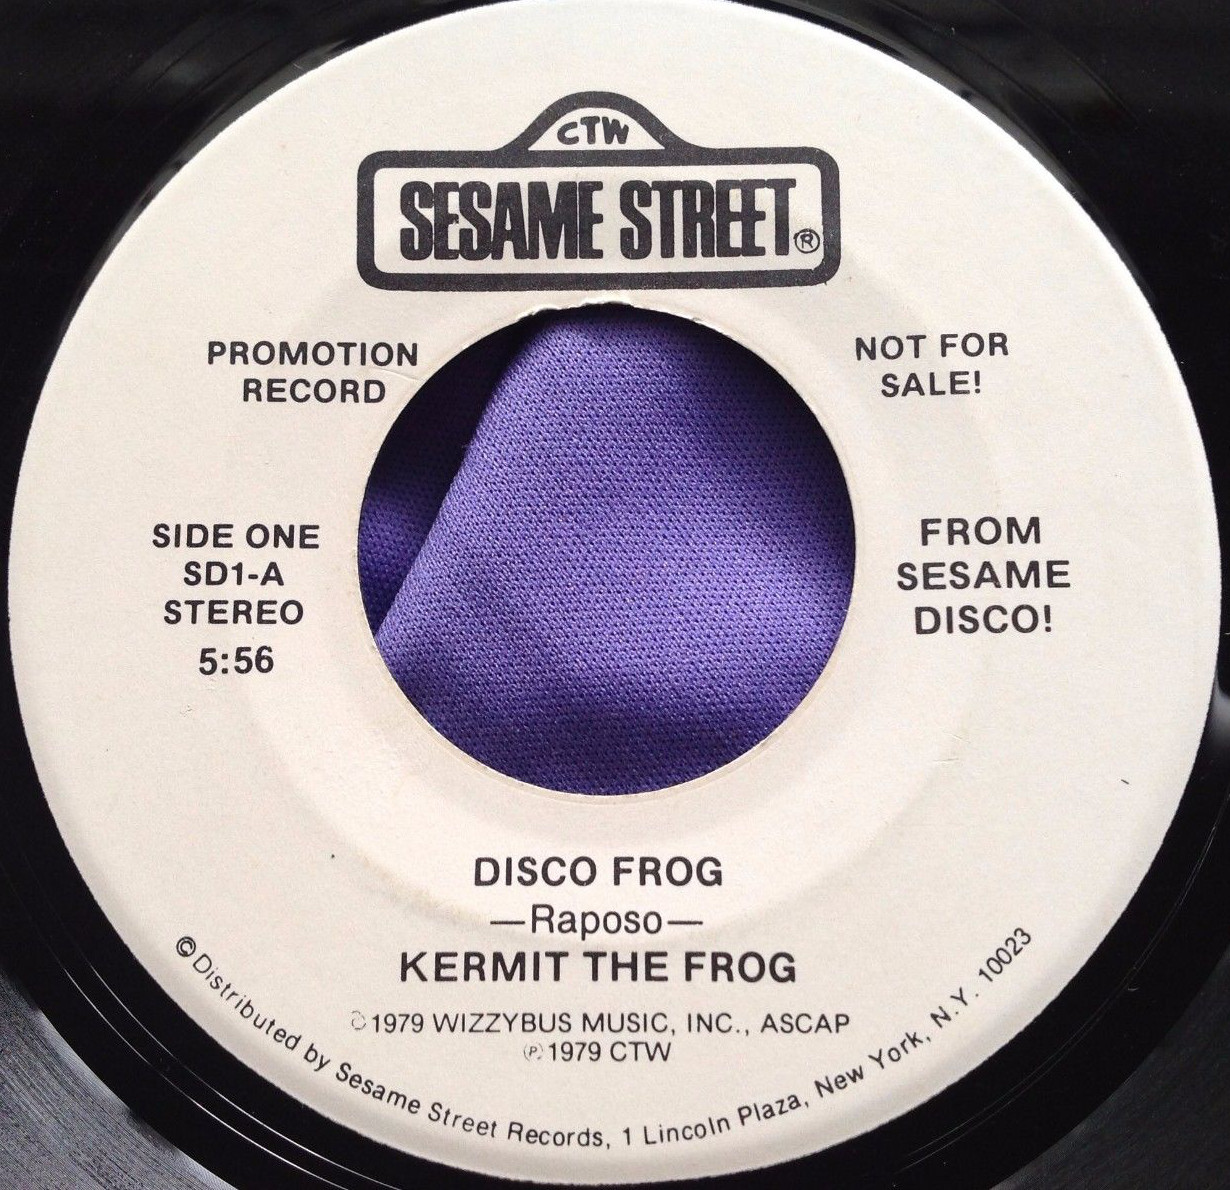 CTW
SESAME STREET®
PROMOTION
RECORD
NOT FOR
SALE!
SIDE ONE
SD1-A
STEREO
5:56
FROM
SESAME
DISCO!
DISCO FROG
—Raposo—
KERMIT THE FROG
©1979 WIZZYBUS MUSIC, INC., ASCAP
℗1979 CTW
©Distributed by Sesame Street Records, 1 Lincoln Plaza, New York, N.Y. 10023